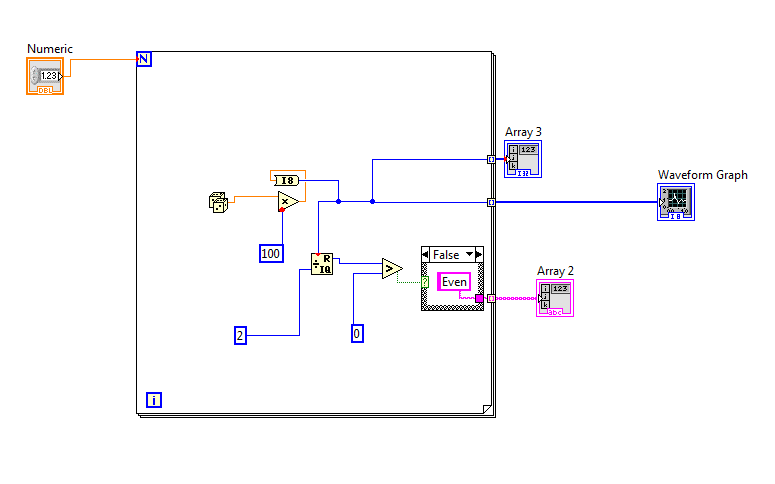 Numeric
1.23
DBL
N
Array 3
i 123
j
k
I32
Waveform Graph
I8
I8
x
100
R
÷
IQ
>
False
?
Even
Array 2
i 123
j
k
abc
2
0
i